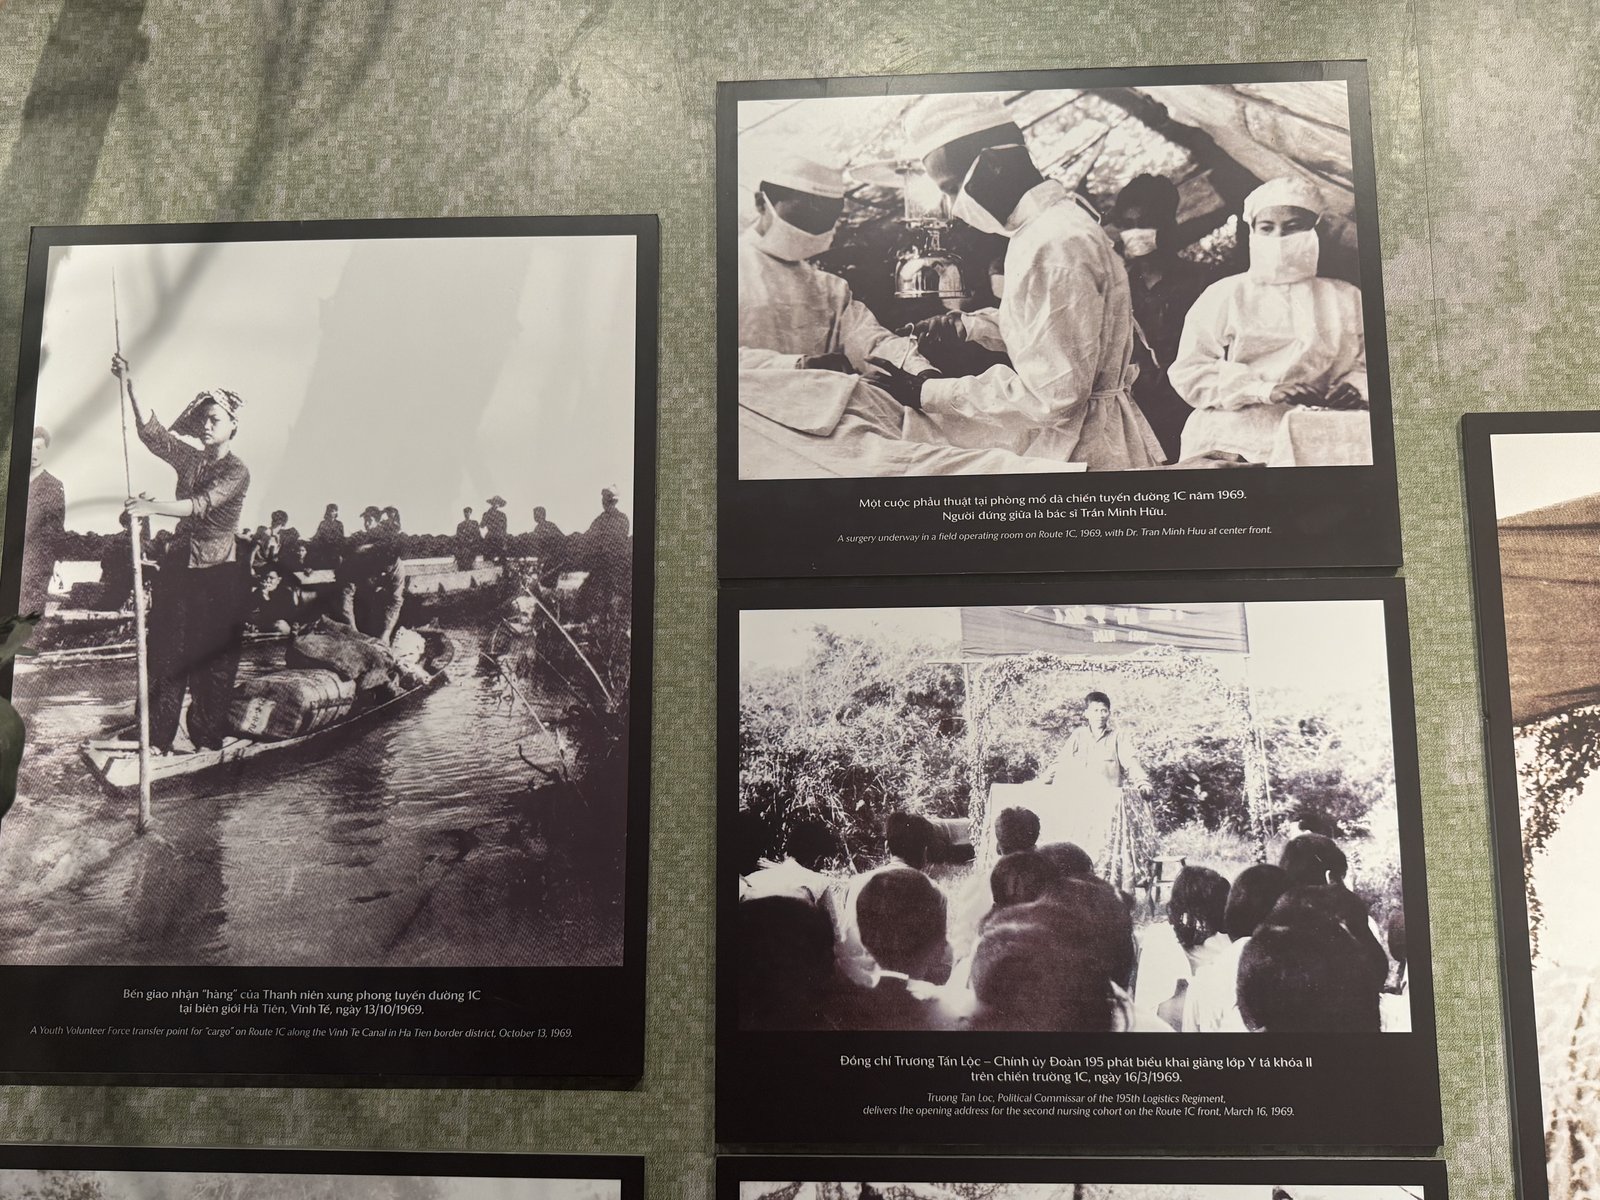 Bến giao nhận "hàng" của Thanh niên xung phong tuyến đường 1C
tại biên giới Hà Tiên, Vĩnh Tế, ngày 13/10/1969.
A Youth Volunteer Force transfer point for "cargo" on Route 1C along the Vinh Te Canal in Ha Tien border district, October 13, 1969.
Một cuộc phẫu thuật tại phòng mổ dã chiến tuyến đường 1C năm 1969.
Người đứng giữa là bác sĩ Trần Minh Hữu.
A surgery underway in a field operating room on Route 1C, 1969, with Dr. Tran Minh Huu at center front.
Đồng chí Trương Tấn Lộc – Chính ủy Đoàn 195 phát biểu khai giảng lớp Y tá khóa II
trên chiến trường 1C, ngày 16/3/1969.
Truong Tan Loc, Political Commissar of the 195th Logistics Regiment,
delivers the opening address for the second nursing cohort on the Route 1C front, March 16, 1969.